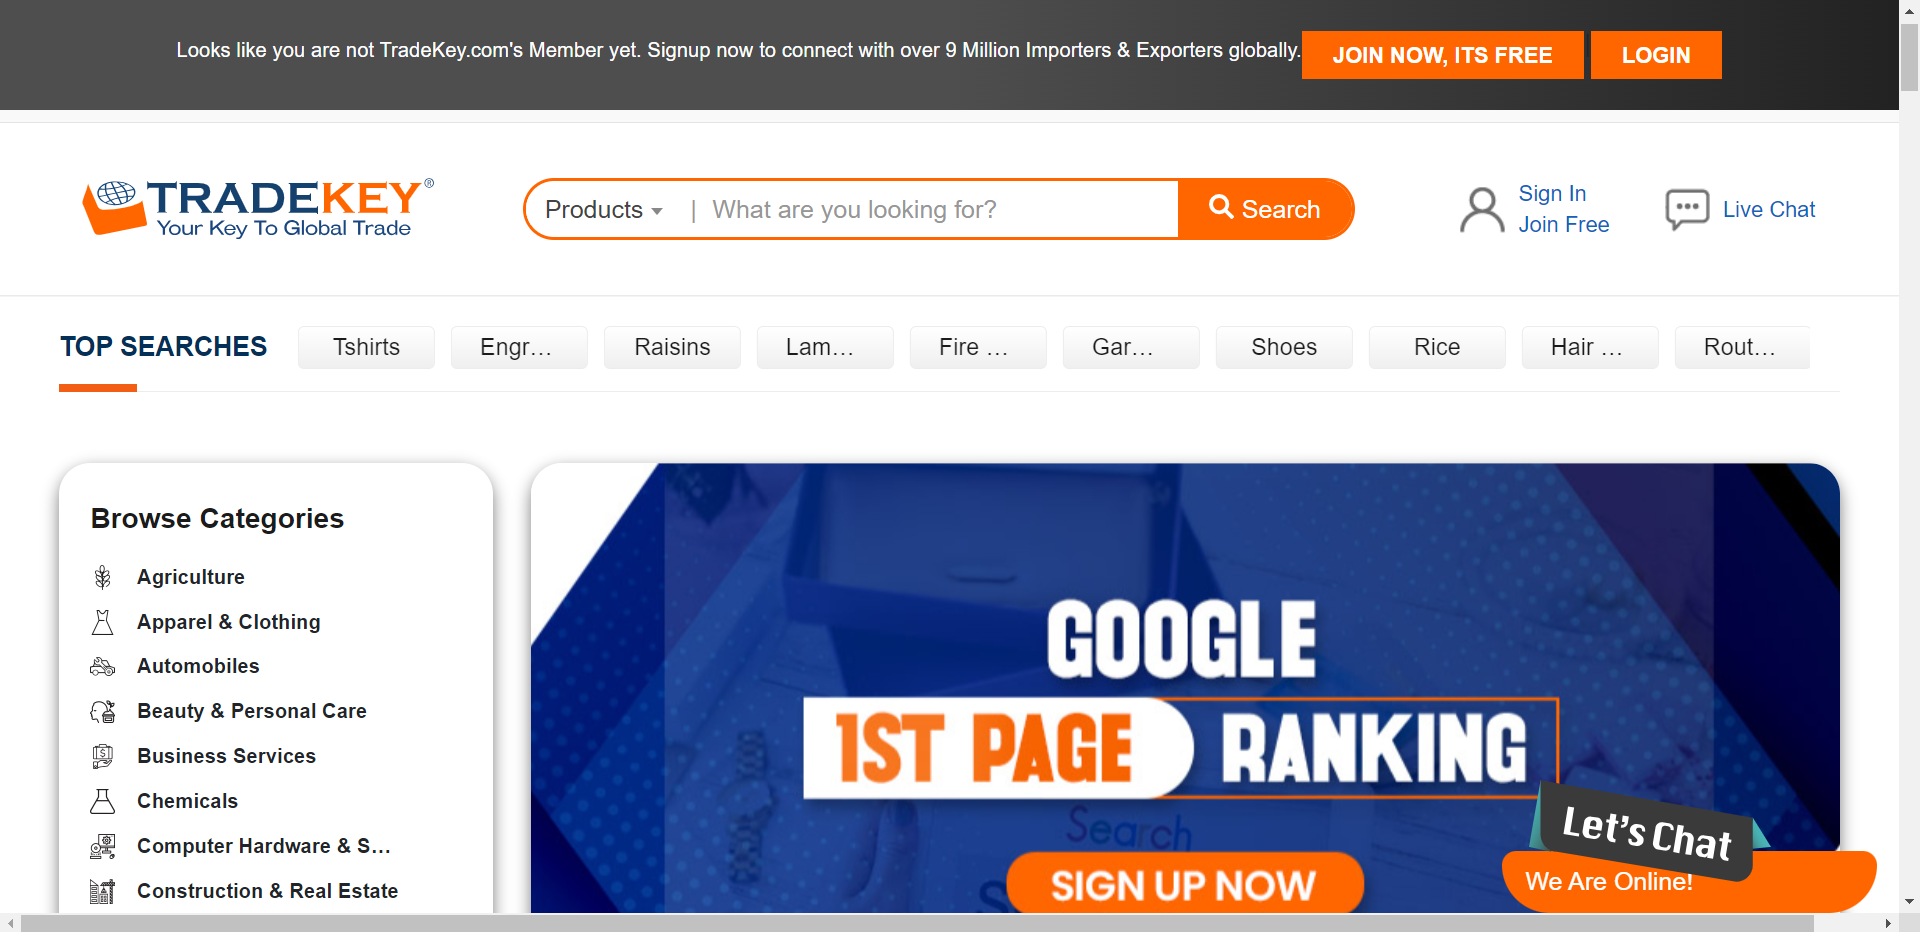 Looks like you are not TradeKey.com's Member yet. Signup now to connect with over 9 Million Importers & Exporters globally. JOIN NOW, ITS FREE LOGIN
TRADEKEY®
Your Key To Global Trade
Products | What are you looking for? Search
Sign In
Join Free
Live Chat
TOP SEARCHES Tshirts Engr... Raisins Lam... Fire ... Gar... Shoes Rice Hair ... Rout...
Browse Categories
Agriculture
Apparel & Clothing
Automobiles
Beauty & Personal Care
Business Services
Chemicals
Computer Hardware & S...
Construction & Real Estate
GOOGLE
1ST PAGE RANKING
Search
SIGN UP NOW
Let's Chat
We Are Online!